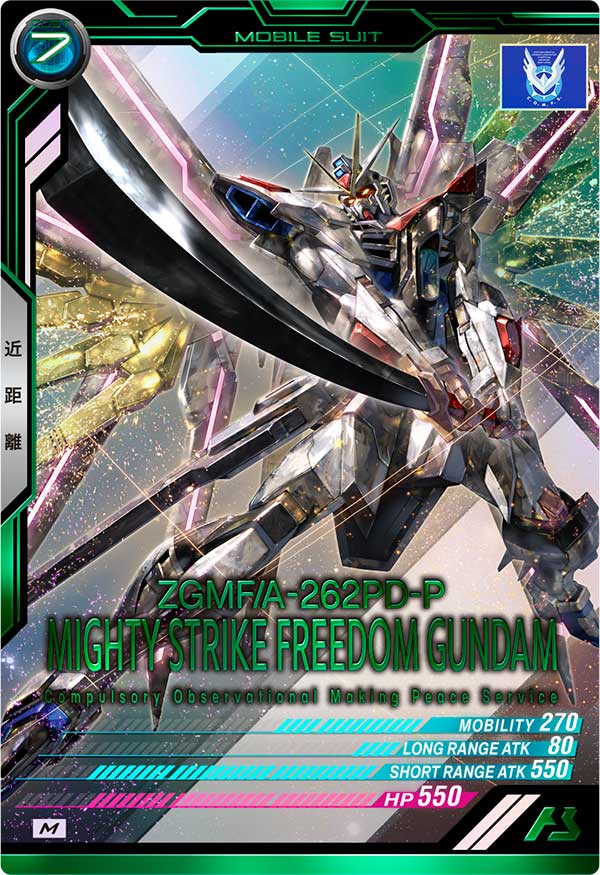 COST
7
MOBILE SUIT
C.O.M.P.S.
近距離
ZGMF/A-262PD-P
MIGHTY STRIKE FREEDOM GUNDAM
Compulsory Observational Making Peace Service
MOBILITY 270
LONG RANGE ATK 80
SHORT RANGE ATK 550
HP 550
M